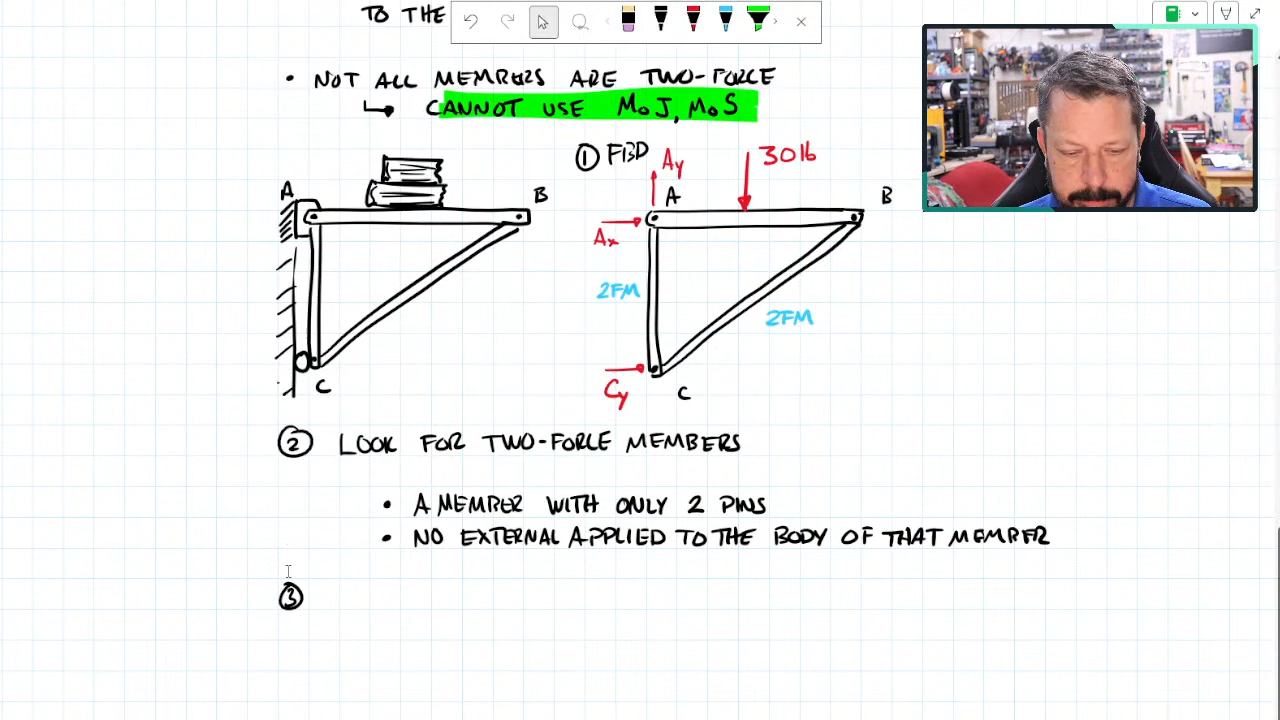 TO THE
• NOT ALL MEMBERS ARE TWO-FORCE
↳ CANNOT USE MoJ, MoS
① FBD
Ay
30 lb
A
B
A
B
Ax
2FM
2FM
C
Cy
C
② LOOK FOR TWO-FORCE MEMBERS
• A MEMBER WITH ONLY 2 PINS
• NO EXTERNAL APPLIED TO THE BODY OF THAT MEMBER
③